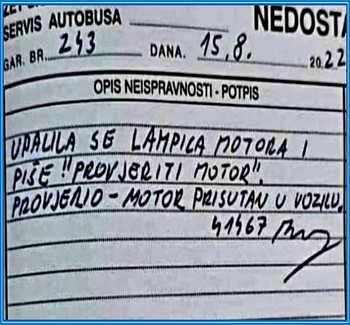 SERVIS AUTOBUSA
NEDOSTA
GAR. BR. 243 DANA. 15.8. 2022
OPIS NEISPRAVNOSTI - POTPIS
UPALILA SE LAMPICA MOTORA I
PIŠE "PROVJERITI MOTOR".
PROVJERIO - MOTOR PRISUTAN U VOZILU.
41467